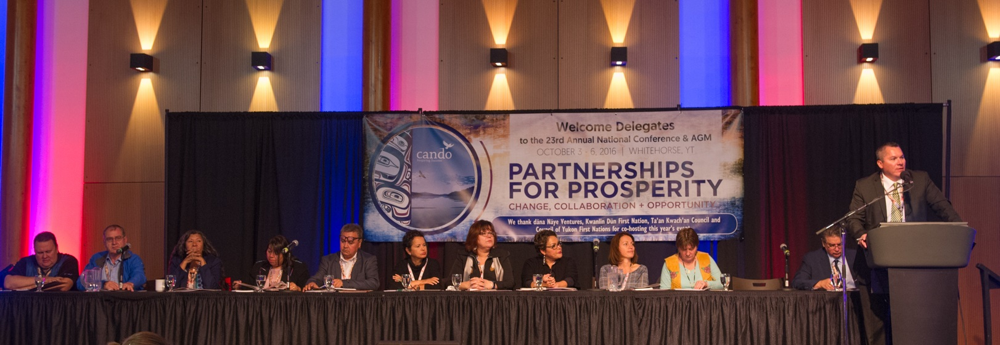 cando
Welcome Delegates
to the 23rd Annual National Conference & AGM
OCTOBER 3 - 6, 2016 | WHITEHORSE, YT
PARTNERSHIPS
FOR PROSPERITY
CHANGE, COLLABORATION + OPPORTUNITY
We thank däna Näye Ventures, Kwanlin Dün First Nation, Ta'an Kwach'an Council and
Council of Yukon First Nations for co-hosting this year's event